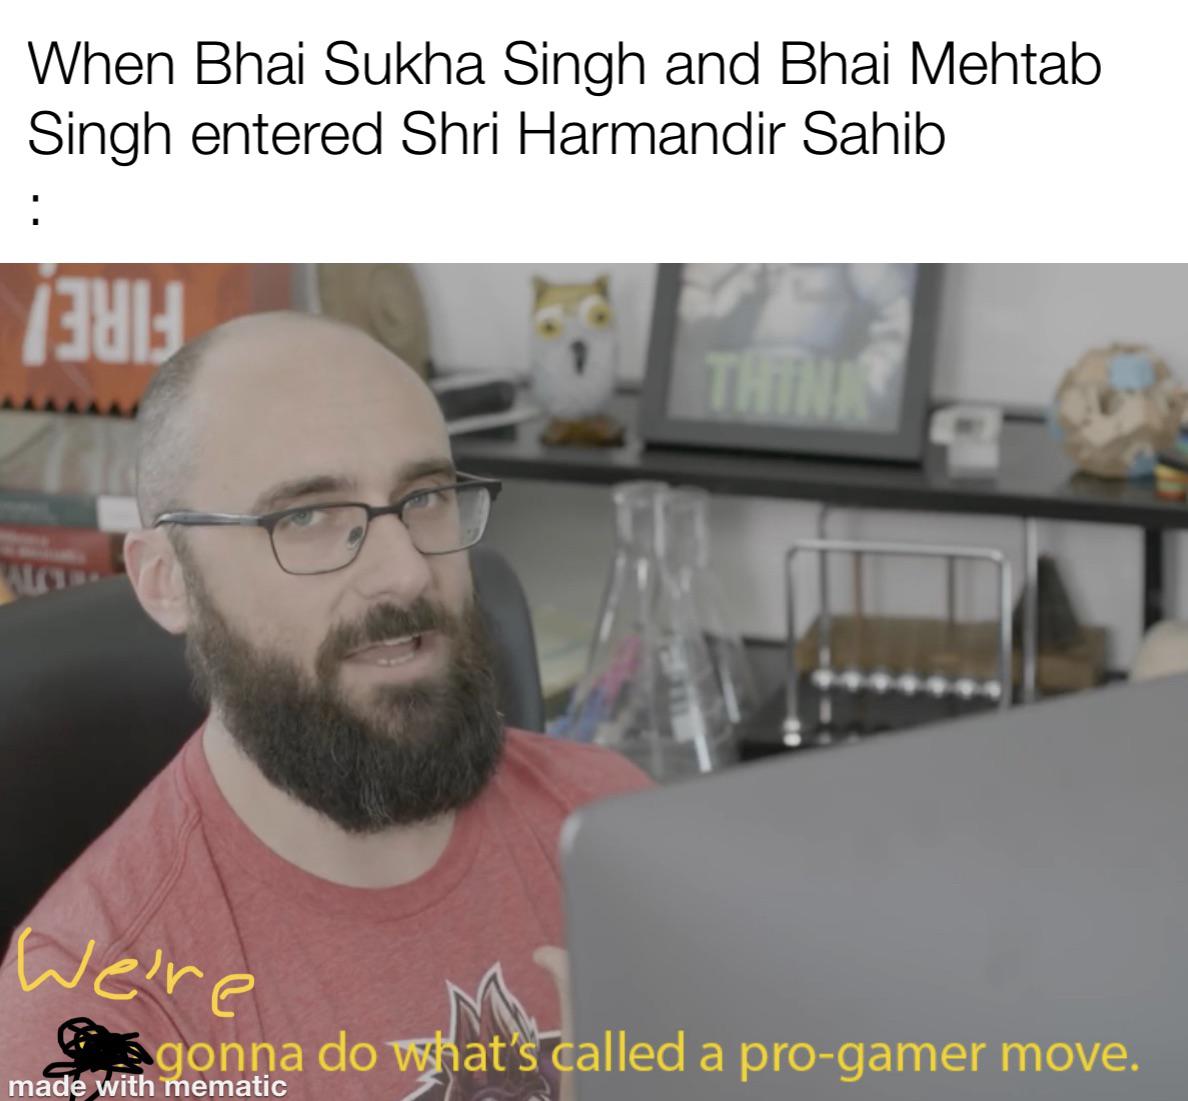 When Bhai Sukha Singh and Bhai Mehtab
Singh entered Shri Harmandir Sahib
:
FIRE!
THINK
We're
gonna do what's called a pro-gamer move.
made with mematic